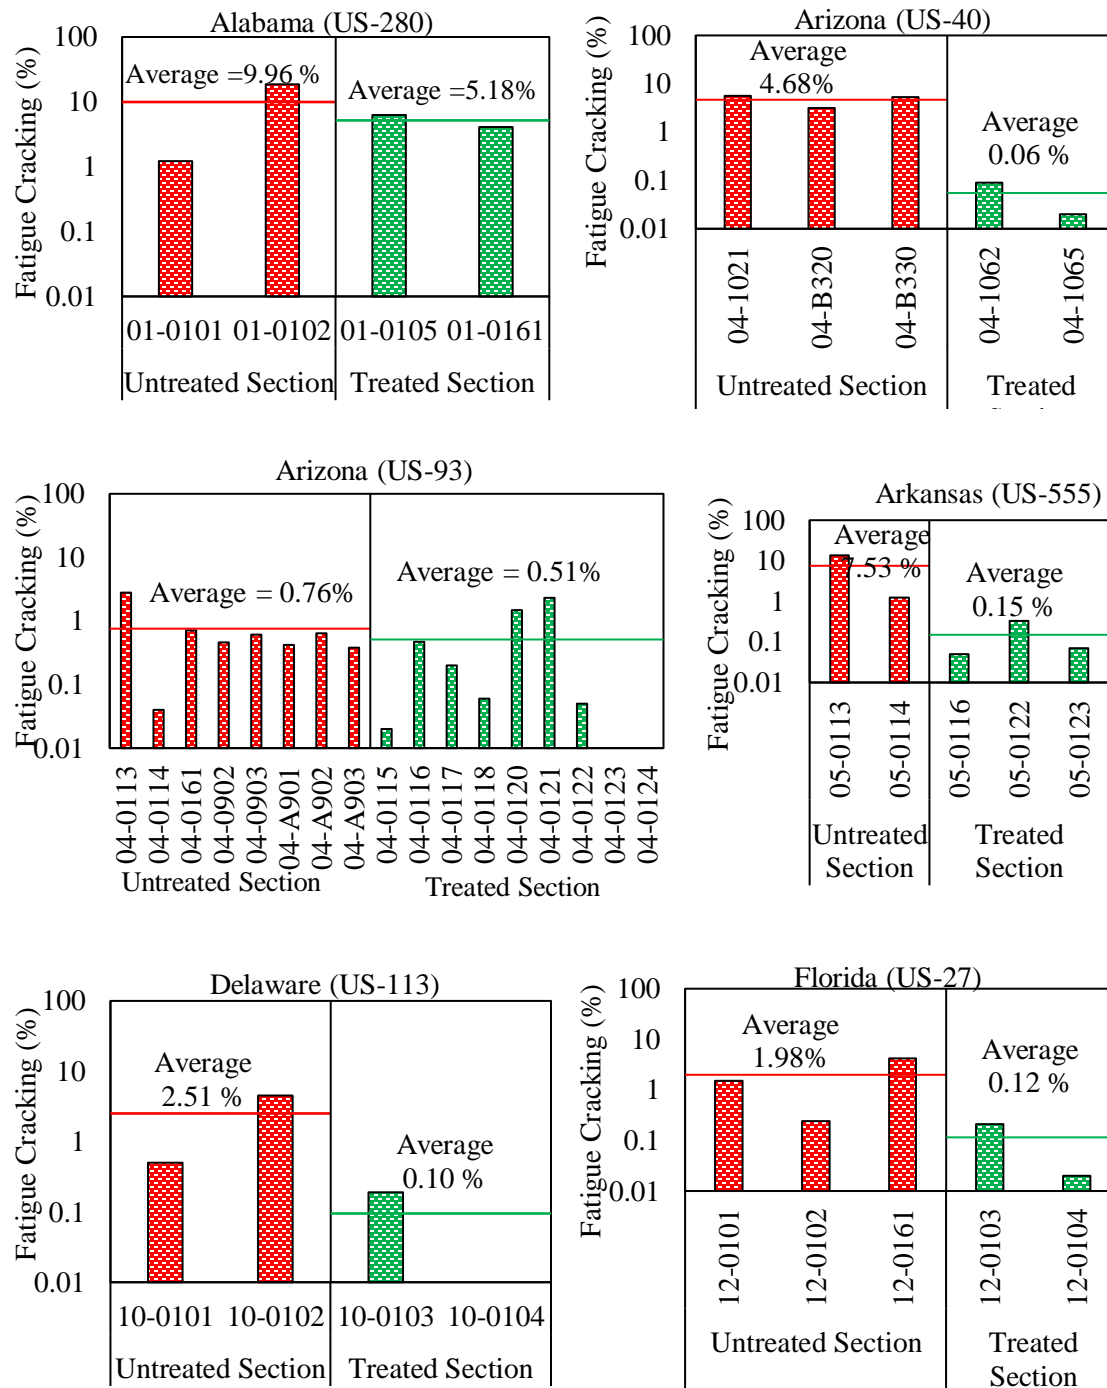 Alabama (US-280)
Fatigue Cracking (%)
100
10
1
0.1
0.01
Average =9.96 %
Average =5.18%
01-0101
01-0102
01-0105
01-0161
Untreated Section
Treated Section
Arizona (US-40)
Fatigue Cracking (%)
100
10
1
0.1
0.01
Average
4.68%
Average
0.06 %
04-1021
04-B320
04-B330
04-1062
04-1065
Untreated Section
Treated
Arizona (US-93)
Fatigue Cracking (%)
100
10
1
0.1
0.01
Average = 0.76%
Average = 0.51%
04-0113
04-0114
04-0161
04-0902
04-0903
04-A901
04-A902
04-A903
04-0115
04-0116
04-0117
04-0118
04-0120
04-0121
04-0122
04-0123
04-0124
Untreated Section
Treated Section
Arkansas (US-555)
Fatigue Cracking (%)
100
10
1
0.1
0.01
Average
7.53 %
Average
0.15 %
05-0113
05-0114
05-0116
05-0122
05-0123
Untreated
Section
Treated
Section
Delaware (US-113)
Fatigue Cracking (%)
100
10
1
0.1
0.01
Average
2.51 %
Average
0.10 %
10-0101
10-0102
10-0103
10-0104
Untreated Section
Treated Section
Florida (US-27)
Fatigue Cracking (%)
100
10
1
0.1
0.01
Average
1.98%
Average
0.12 %
12-0101
12-0102
12-0161
12-0103
12-0104
Untreated Section
Treated
Section